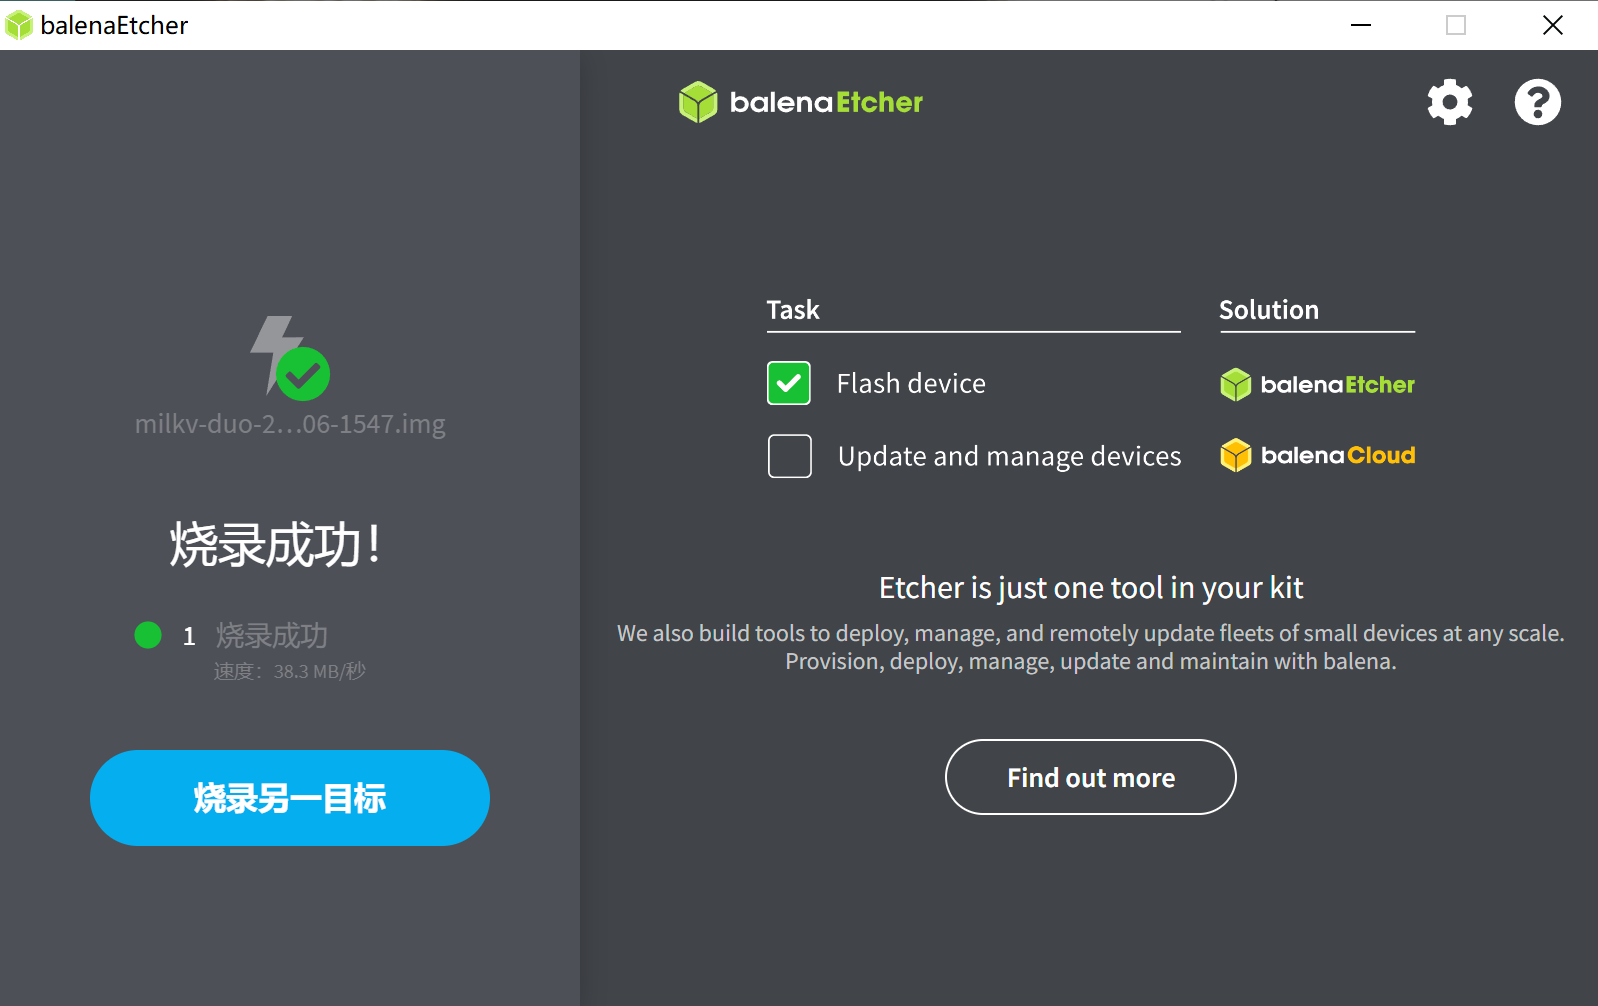 balenaEtcher
balenaEtcher
milkv-duo-2...06-1547.img
烧录成功！
1 烧录成功
速度：38.3 MB/秒
烧录另一目标
Task Solution
Flash device balenaEtcher
Update and manage devices balenaCloud
Etcher is just one tool in your kit
We also build tools to deploy, manage, and remotely update fleets of small devices at any scale.
Provision, deploy, manage, update and maintain with balena.
Find out more